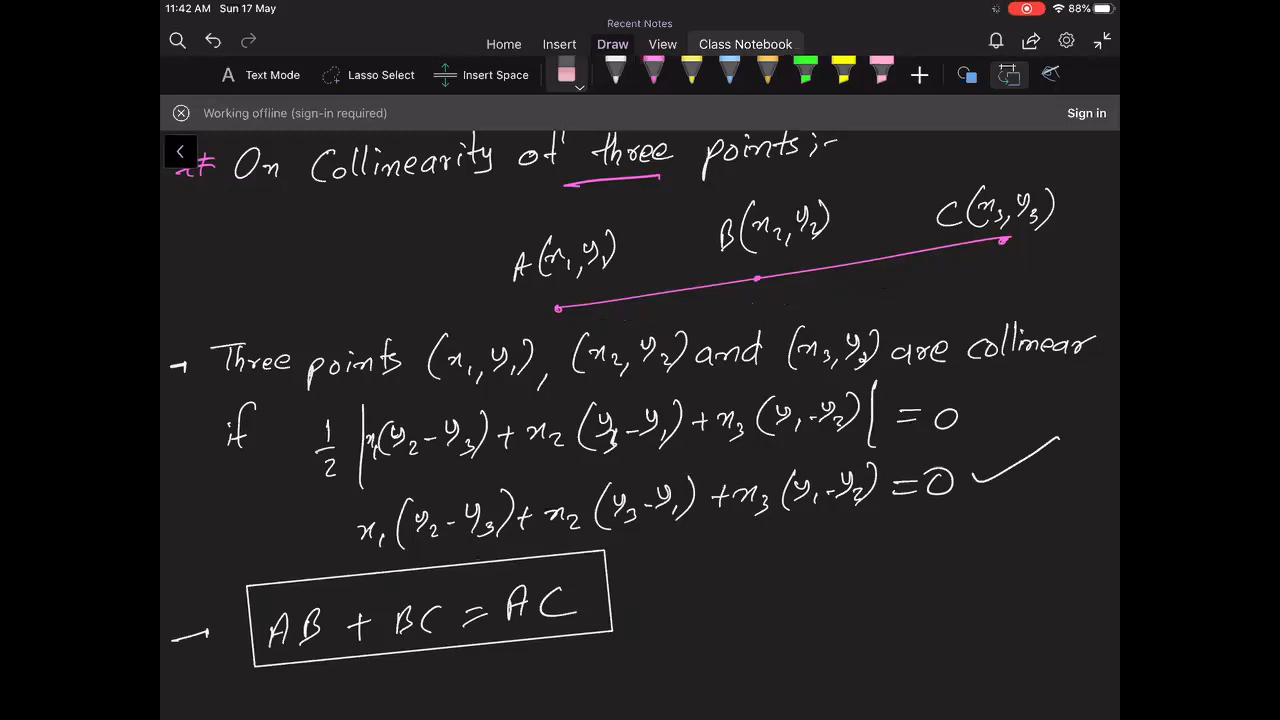 11:42 AM Sun 17 May 88%
Recent Notes
Home Insert Draw View Class Notebook
Text Mode Lasso Select Insert Space
Working offline (sign-in required) Sign in
On Collinearity of three points:-
A(x₁,y₁) B(x₂,y₂) C(x₃,y₃)
→ Three points (x₁,y₁), (x₂,y₂) and (x₃,y₃) are collinear
if 1/2 |x₁(y₂-y₃)+x₂(y₃-y₁)+x₃(y₁-y₂)| = 0
x₁(y₂-y₃)+x₂(y₃-y₁)+x₃(y₁-y₂)=0 ✓
→ AB + BC = AC